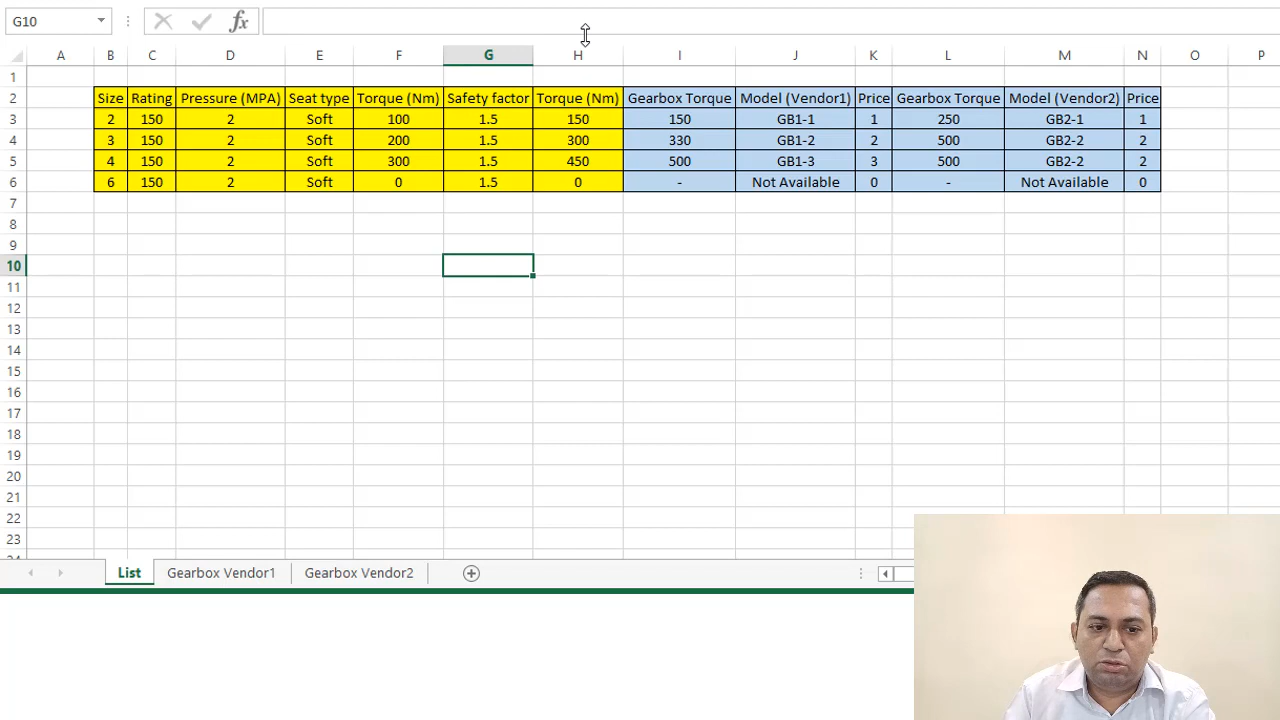 G10
fx
A B C D E F G H I J K L M N O P
1
2 Size Rating Pressure (MPA) Seat type Torque (Nm) Safety factor Torque (Nm) Gearbox Torque Model (Vendor1) Price Gearbox Torque Model (Vendor2) Price
3 2 150 2 Soft 100 1.5 150 150 GB1-1 1 250 GB2-1 1
4 3 150 2 Soft 200 1.5 300 330 GB1-2 2 500 GB2-2 2
5 4 150 2 Soft 300 1.5 450 500 GB1-3 3 500 GB2-2 2
6 6 150 2 Soft 0 1.5 0 - Not Available 0 - Not Available 0
7
8
9
10
11
12
13
14
15
16
17
18
19
20
21
22
23
24
List Gearbox Vendor1 Gearbox Vendor2